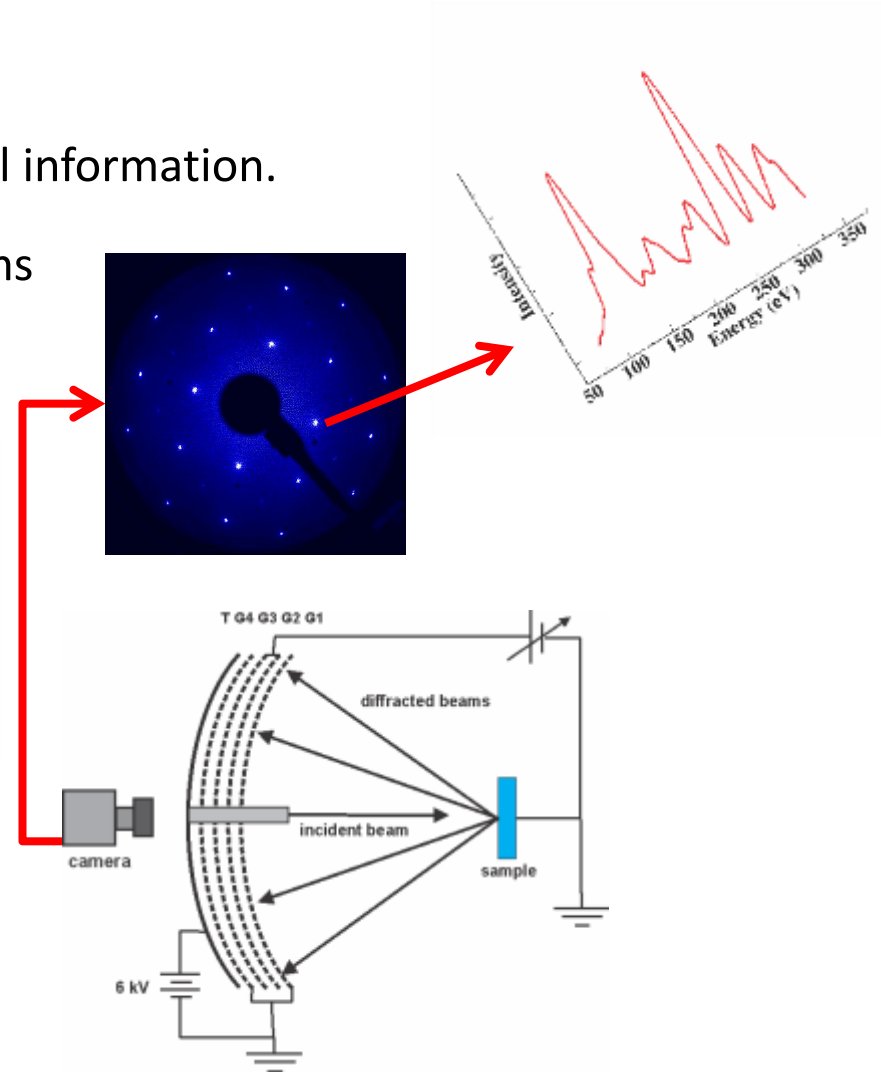 l information.
ns
Intensity
50 100 150 200 250 300 350
Energy (eV)
T G4 G3 G2 G1
diffracted beams
incident beam
camera
sample
6 kV